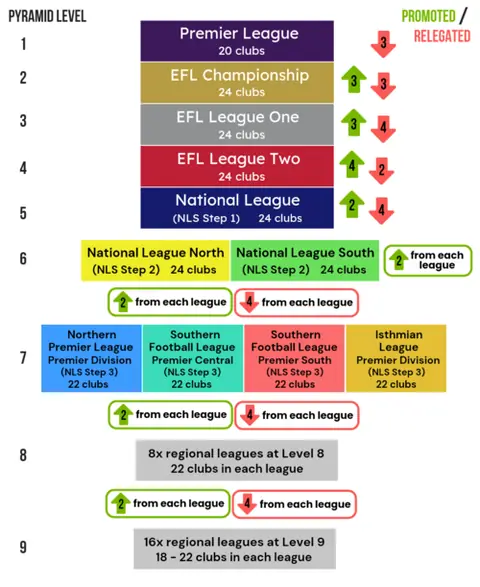 PYRAMID LEVEL
PROMOTED /
RELEGATED
1
Premier League
20 clubs
3
2
EFL Championship
24 clubs
3
3
3
EFL League One
24 clubs
3
4
4
EFL League Two
24 clubs
4
2
5
National League
(NLS Step 1) 24 clubs
2
4
6
National League North
(NLS Step 2) 24 clubs
National League South
(NLS Step 2) 24 clubs
2 from each
league
2 from each league
4 from each league
7
Northern
Premier League
Premier Division
(NLS Step 3)
22 clubs
Southern
Football League
Premier Central
(NLS Step 3)
22 clubs
Southern
Football League
Premier South
(NLS Step 3)
22 clubs
Isthmian
League
Premier Division
(NLS Step 3)
22 clubs
2 from each league
4 from each league
8
8x regional leagues at Level 8
22 clubs in each league
2 from each league
4 from each league
9
16x regional leagues at Level 9
18 - 22 clubs in each league